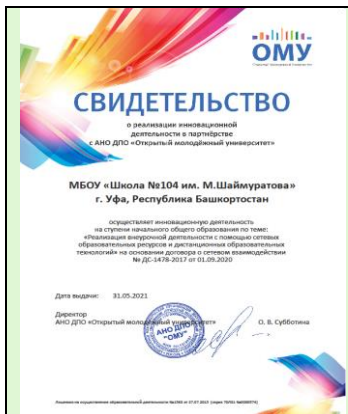 ОМУ
СВИДЕТЕЛЬСТВО
о реализации инновационной
деятельности в партнёрстве
с АНО ДПО «Открытый молодёжный университет»
МБОУ «Школа №104 им. М.Шаймуратова»
г. Уфа, Республика Башкортостан
осуществляет инновационную деятельность
на ступени начального общего образования по теме:
«Реализация внеурочной деятельности с помощью сетевых
образовательных ресурсов и дистанционных образовательных
технологий» на основании договора о сетевом взаимодействии
№ ДС-1478-2017 от 01.09.2020
Дата выдачи: 31.05.2021
Директор
АНО ДПО «Открытый молодёжный университет» О. В. Субботина
АНО ДПО
"ОМУ"